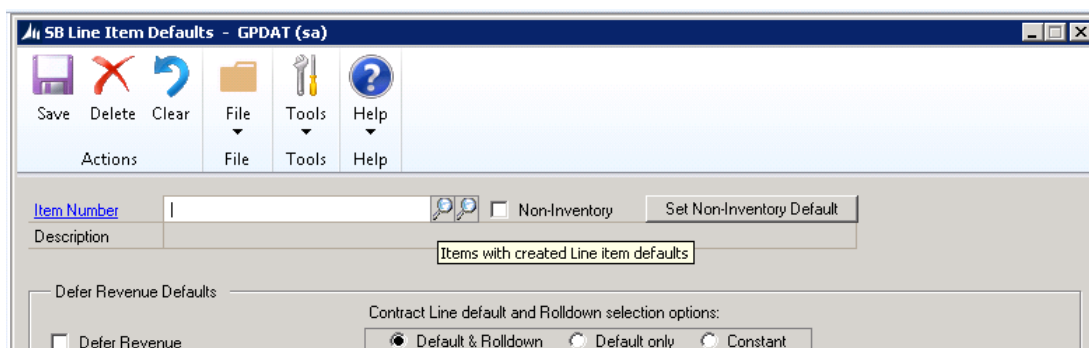 SB Line Item Defaults - GPDAT (sa)
Save Delete Clear File Tools Help
Actions File Tools Help
Item Number Non-Inventory Set Non-Inventory Default
Description
Items with created Line item defaults
Defer Revenue Defaults
Contract Line default and Rolldown selection options:
Defer Revenue Default & Rolldown Default only Constant